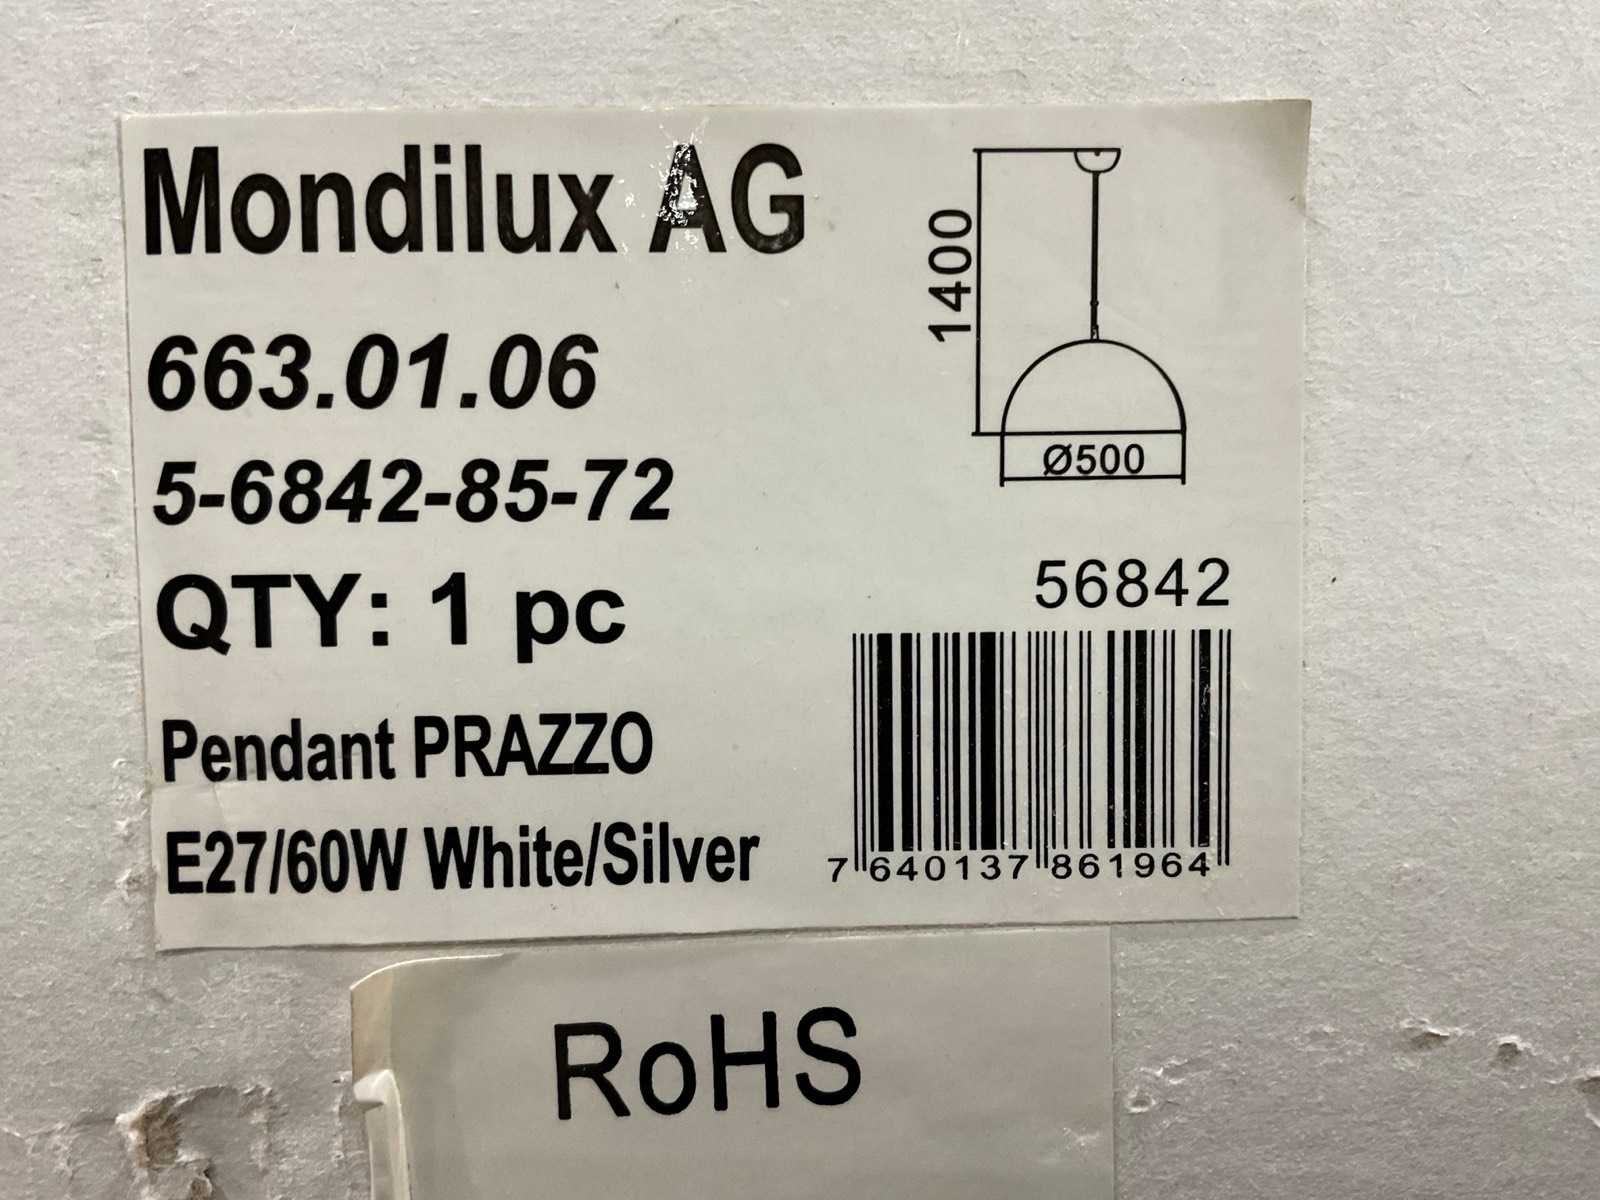 Mondilux AG
663.01.06
5-6842-85-72
QTY: 1 pc
Pendant PRAZZO
E27/60W White/Silver
1400
Ø500
56842
7 640137 861964
RoHS